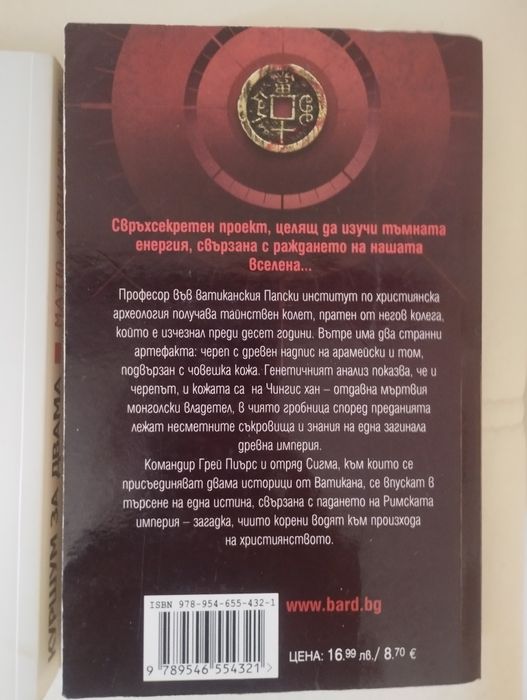 Свръхсекретен проект, целящ да изучи тъмната
енергия, свързана с раждането на нашата
вселена...
Професор във ватиканския Папски институт по християнска
археология получава тайнствен колет, пратен от негов колега,
който е изчезнал преди десет години. Вътре има два странни
артефакта: череп с древен надпис на арамейски и том,
подвързан с човешка кожа. Генетичният анализ показва, че и
черепът, и кожата са на Чингис хан – отдавна мъртвия
монголски владетел, в чиято гробница според преданията
лежат несметните съкровища и знания на една загинала
древна империя.
Командир Грей Пиърс и отряд Сигма, към които се
присъединяват двама историци от Ватикана, се впускат в
търсене на една истина, свързана с падането на Римската
империя – загадка, чиито корени водят към произхода
на християнството.
ISBN 978-954-655-432-1
9 789546 554321
www.bard.bg
ЦЕНА: 16.99 лв./ 8.70 €
КУРШУМ ЗА ДВАМА